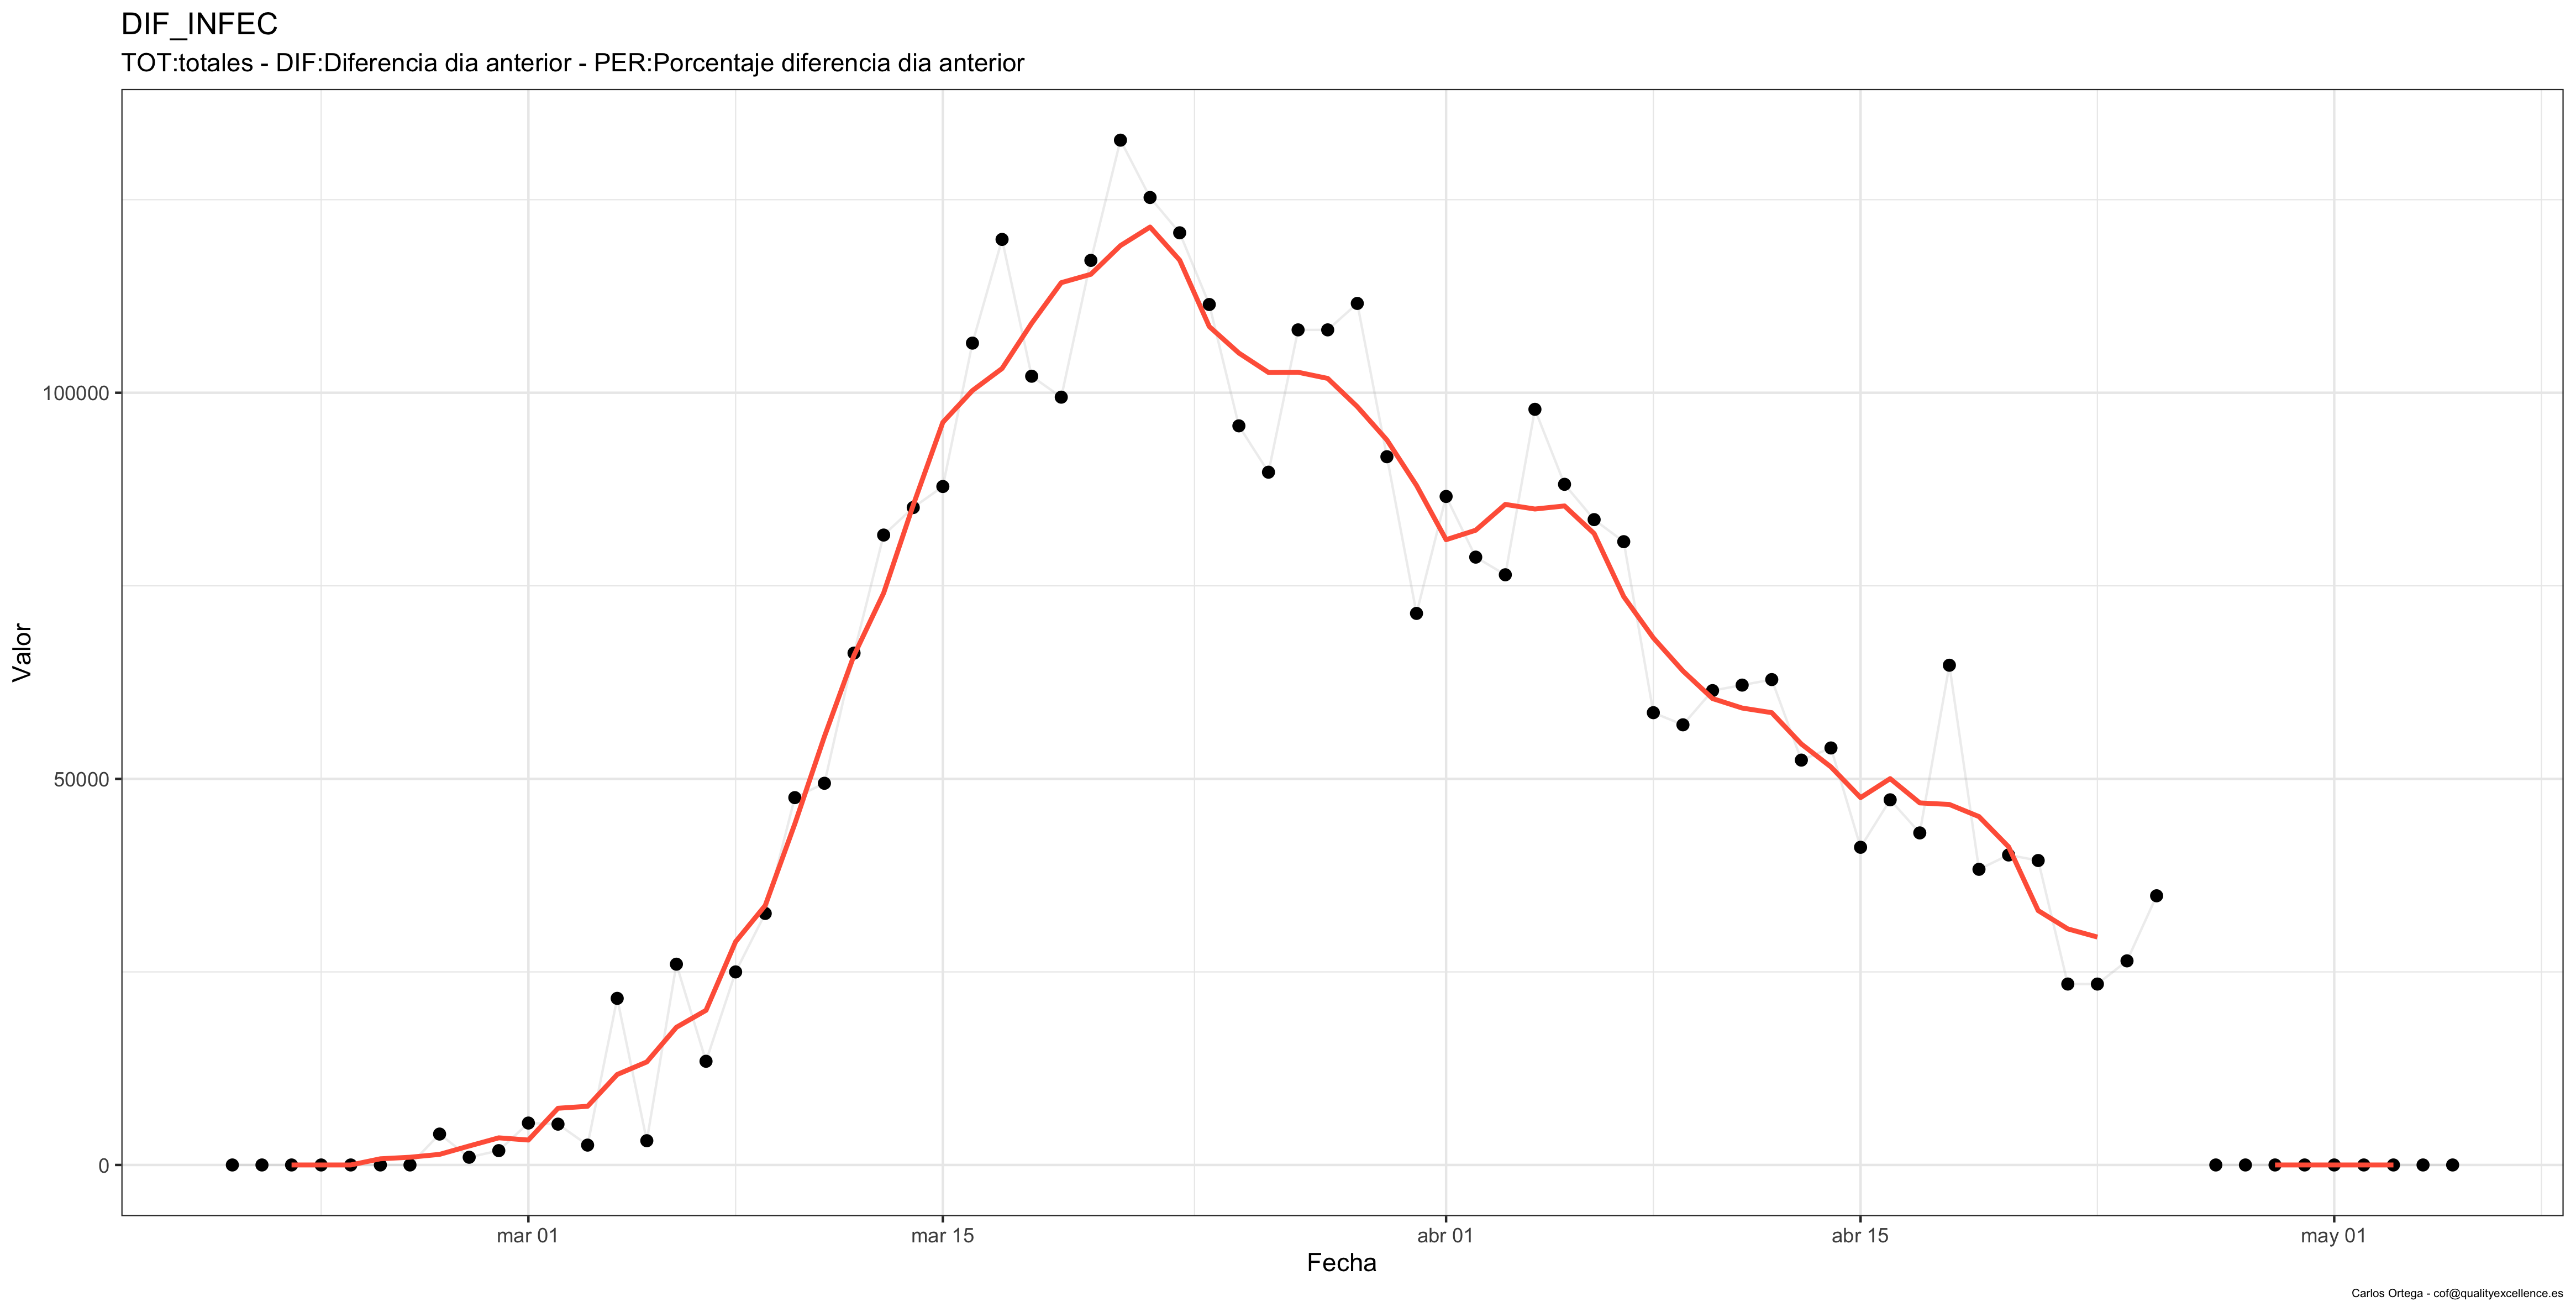 DIF_INFEC
TOT:totales - DIF:Diferencia dia anterior - PER:Porcentaje diferencia dia anterior
Valor
100000
50000
0
mar 01
mar 15
abr 01
abr 15
may 01
Fecha
Carlos Ortega - cof@qualityexcellence.es